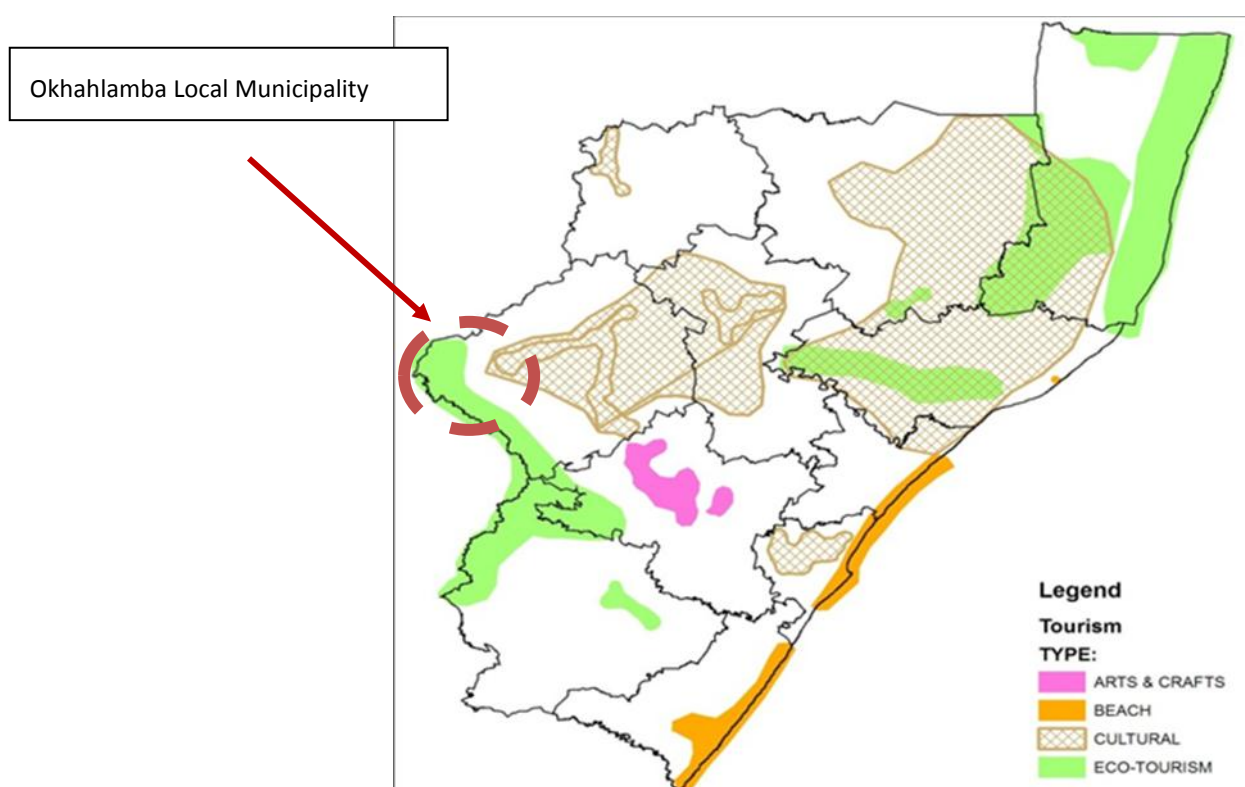 Okhahlamba Local Municipality
Legend
Tourism
TYPE:
ARTS & CRAFTS
BEACH
CULTURAL
ECO-TOURISM